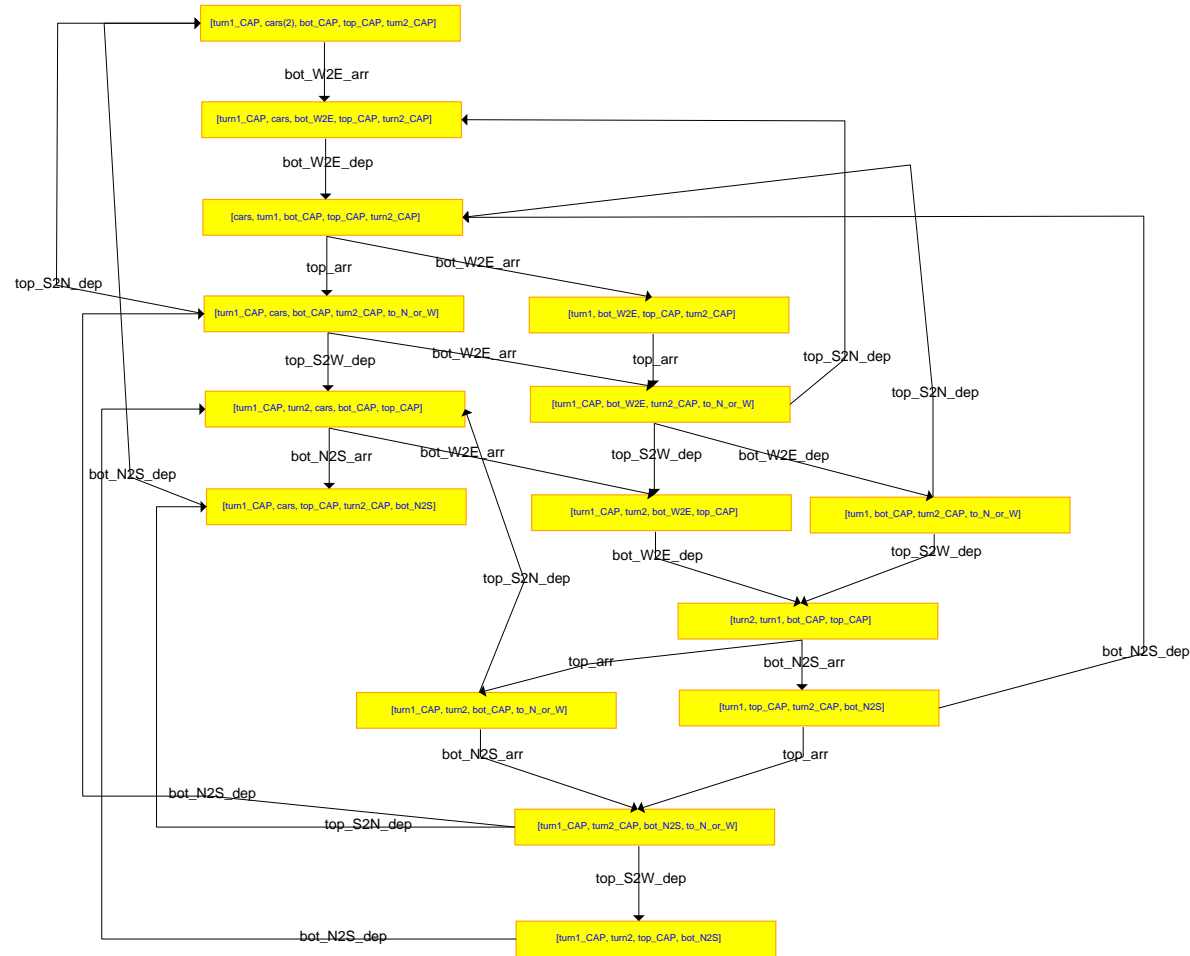 [turn1_CAP, cars(2), bot_CAP, top_CAP, turn2_CAP]
bot_W2E_arr
[turn1_CAP, cars, bot_W2E, top_CAP, turn2_CAP]
bot_W2E_dep
[cars, turn1, bot_CAP, top_CAP, turn2_CAP]
top_arr
bot_W2E_arr
top_S2N_dep
[turn1_CAP, cars, bot_CAP, turn2_CAP, to_N_or_W]
[turn1, bot_W2E, top_CAP, turn2_CAP]
top_S2W_dep
bot_W2E_arr
top_arr
top_S2N_dep
top_S2N_dep
[turn1_CAP, turn2, cars, bot_CAP, top_CAP]
[turn1_CAP, bot_W2E, turn2_CAP, to_N_or_W]
bot_N2S_dep
bot_N2S_arr
bot_W2E_arr
top_S2W_dep
bot_W2E_dep
[turn1_CAP, cars, top_CAP, turn2_CAP, bot_N2S]
[turn1_CAP, turn2, bot_W2E, top_CAP]
[turn1, bot_CAP, turn2_CAP, to_N_or_W]
bot_W2E_dep
top_S2W_dep
top_S2N_dep
[turn2, turn1, bot_CAP, top_CAP]
top_arr
bot_N2S_arr
bot_N2S_dep
[turn1_CAP, turn2, bot_CAP, to_N_or_W]
[turn1, top_CAP, turn2_CAP, bot_N2S]
bot_N2S_arr
top_arr
bot_N2S_dep
top_S2N_dep
[turn1_CAP, turn2_CAP, bot_N2S, to_N_or_W]
top_S2W_dep
bot_N2S_dep
[turn1_CAP, turn2, top_CAP, bot_N2S]